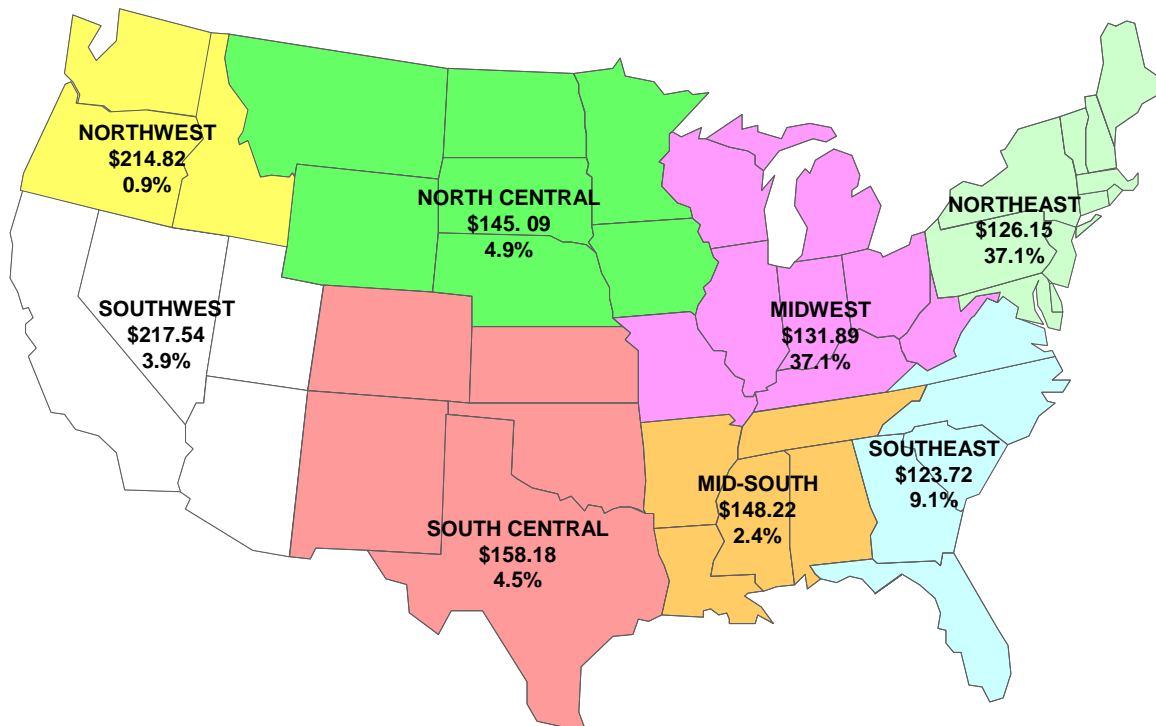 NORTHWEST
$214.82
0.9%
NORTH CENTRAL
$145. 09
4.9%
NORTHEAST
$126.15
37.1%
SOUTHWEST
$217.54
3.9%
MIDWEST
$131.89
37.1%
SOUTHEAST
$123.72
9.1%
MID-SOUTH
$148.22
2.4%
SOUTH CENTRAL
$158.18
4.5%